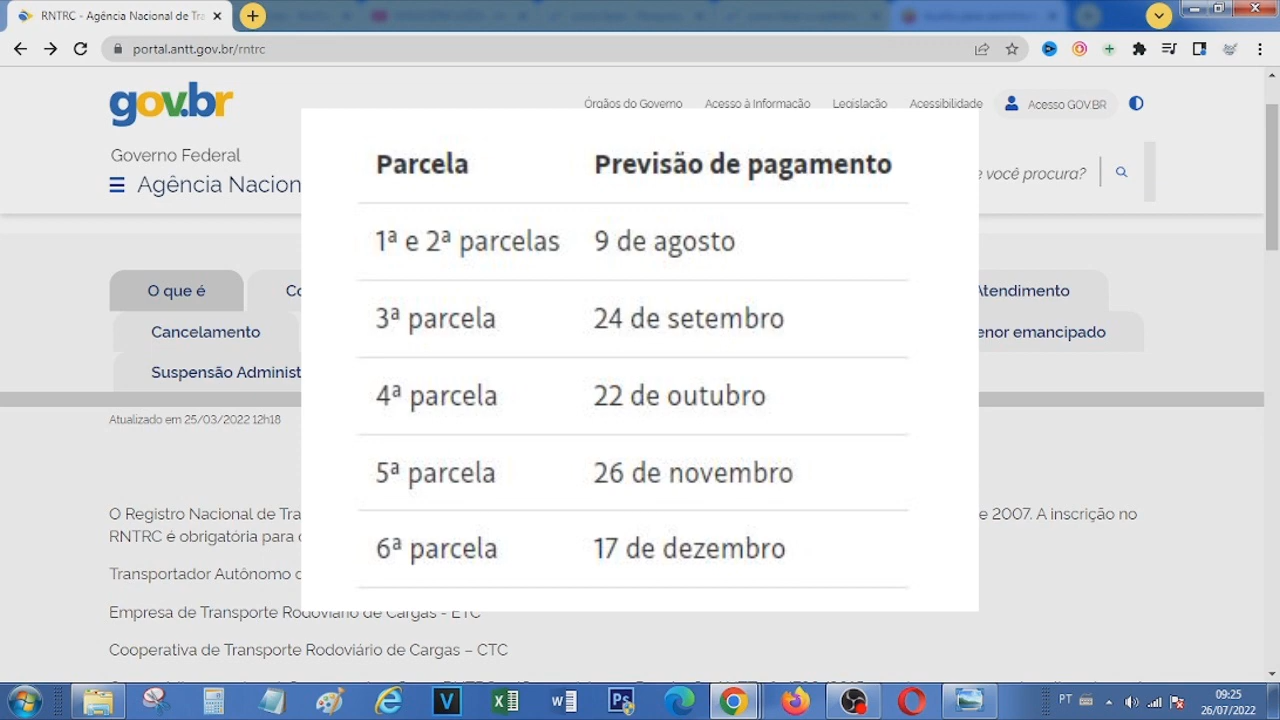 RNTRC - Agência Nacional de Tra
portal.antt.gov.br/rntrc
gov.br
Órgãos do Governo Acesso à Informação Legislação Acessibilidade Acesso GOV.BR
Governo Federal
Agência Nacion
você procura?
Parcela Previsão de pagamento
1ª e 2ª parcelas 9 de agosto
3ª parcela 24 de setembro
4ª parcela 22 de outubro
5ª parcela 26 de novembro
6ª parcela 17 de dezembro
O que é Co Atendimento
Cancelamento enor emancipado
Suspensão Administ
Atualizado em 25/03/2022 12h18
O Registro Nacional de Tra e 2007. A inscrição no
RNTRC é obrigatória para
Transportador Autônomo
Empresa de Transporte Rodoviário de Cargas - ETC
Cooperativa de Transporte Rodoviário de Cargas – CTC
PT
09:25
26/07/2022